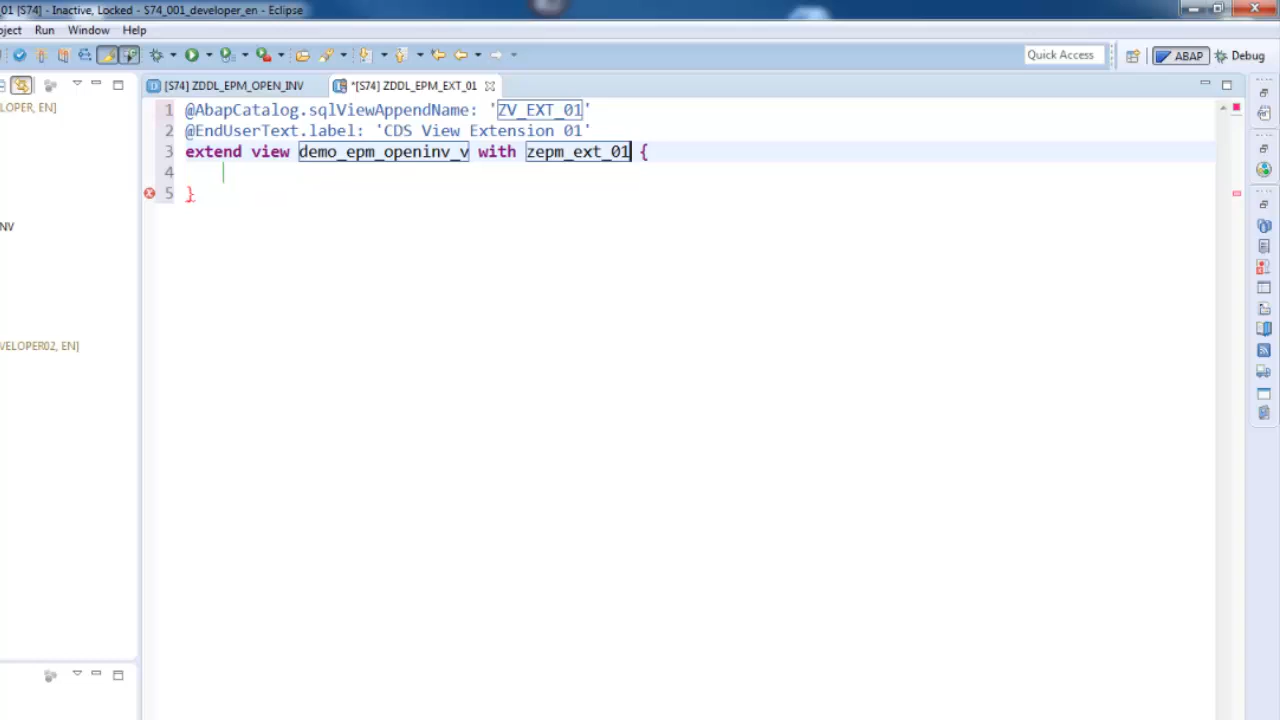 01 [S74] - Inactive, Locked - S74_001_developer_en - Eclipse
oject Run Window Help
Quick Access ABAP Debug
[S74] ZDDL_EPM_OPEN_INV *[S74] ZDDL_EPM_EXT_01
LOPER, EN]
1 @AbapCatalog.sqlViewAppendName: 'ZV_EXT_01'
2 @EndUserText.label: 'CDS View Extension 01'
3 extend view demo_epm_openinv_v with zepm_ext_01 {
4
5 }
NV
VELOPER02, EN]